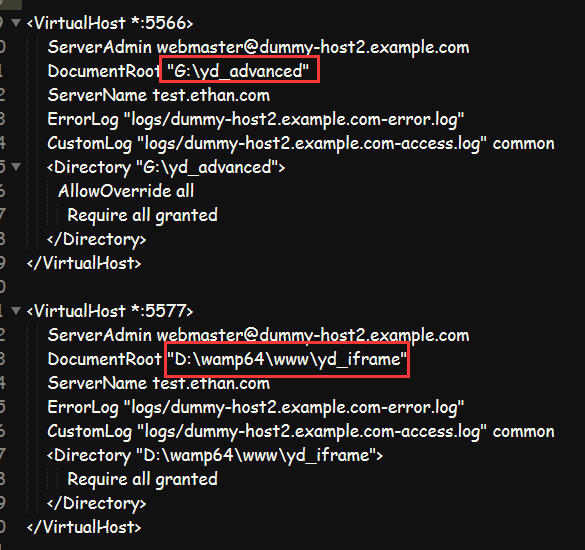 <VirtualHost *:5566>
ServerAdmin webmaster@dummy-host2.example.com
DocumentRoot "G:\yd_advanced"
ServerName test.ethan.com
ErrorLog "logs/dummy-host2.example.com-error.log"
CustomLog "logs/dummy-host2.example.com-access.log" common
<Directory "G:\yd_advanced">
AllowOverride all
Require all granted
</Directory>
</VirtualHost>
<VirtualHost *:5577>
ServerAdmin webmaster@dummy-host2.example.com
DocumentRoot "D:\wamp64\www\yd_iframe"
ServerName test.ethan.com
ErrorLog "logs/dummy-host2.example.com-error.log"
CustomLog "logs/dummy-host2.example.com-access.log" common
<Directory "D:\wamp64\www\yd_iframe">
Require all granted
</Directory>
</VirtualHost>